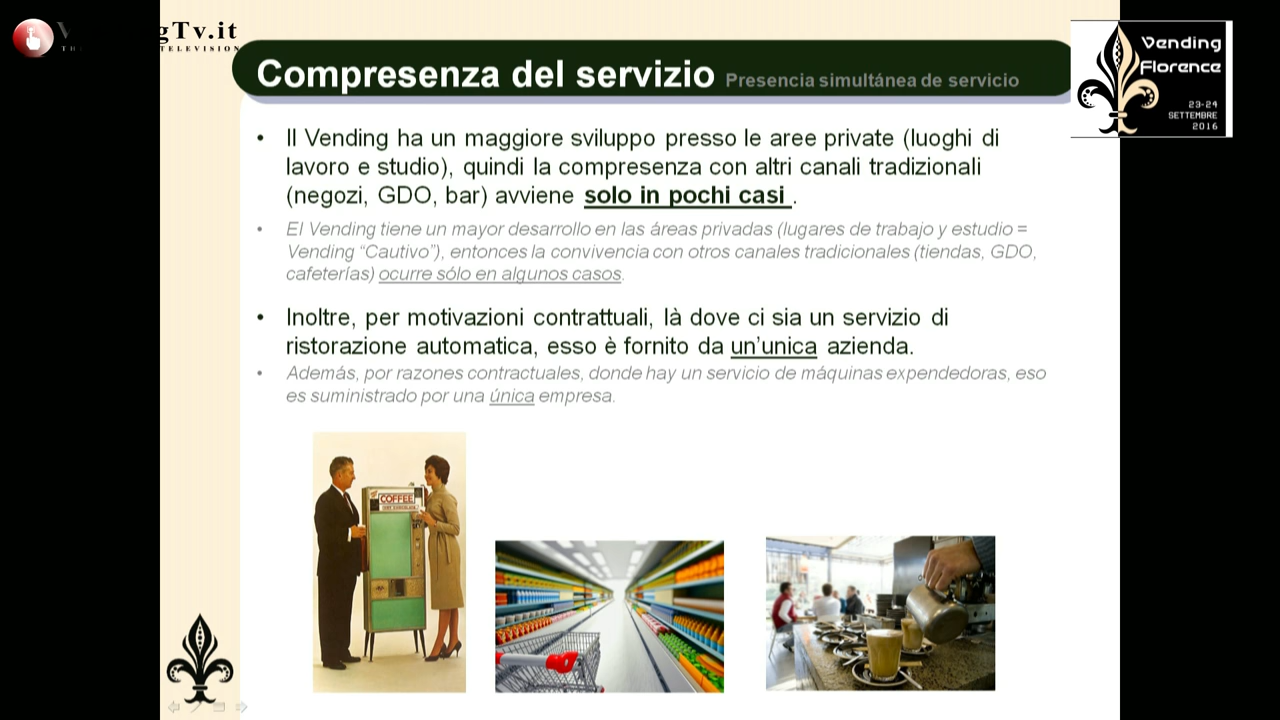 gTv.it
TELEVISION
Compresenza del servizio Presencia simultánea de servicio
Vending
Florence
23-24
SETTEMBRE
2016
• Il Vending ha un maggiore sviluppo presso le aree private (luoghi di
lavoro e studio), quindi la compresenza con altri canali tradizionali
(negozi, GDO, bar) avviene solo in pochi casi .
• El Vending tiene un mayor desarrollo en las áreas privadas (lugares de trabajo y estudio =
Vending “Cautivo”), entonces la convivencia con otros canales tradicionales (tiendas, GDO,
cafeterías) ocurre sólo en algunos casos.
• Inoltre, per motivazioni contrattuali, là dove ci sia un servizio di
ristorazione automatica, esso è fornito da un’unica azienda.
• Además, por razones contractuales, donde hay un servicio de máquinas expendedoras, eso
es suministrado por una única empresa.
COFFEE